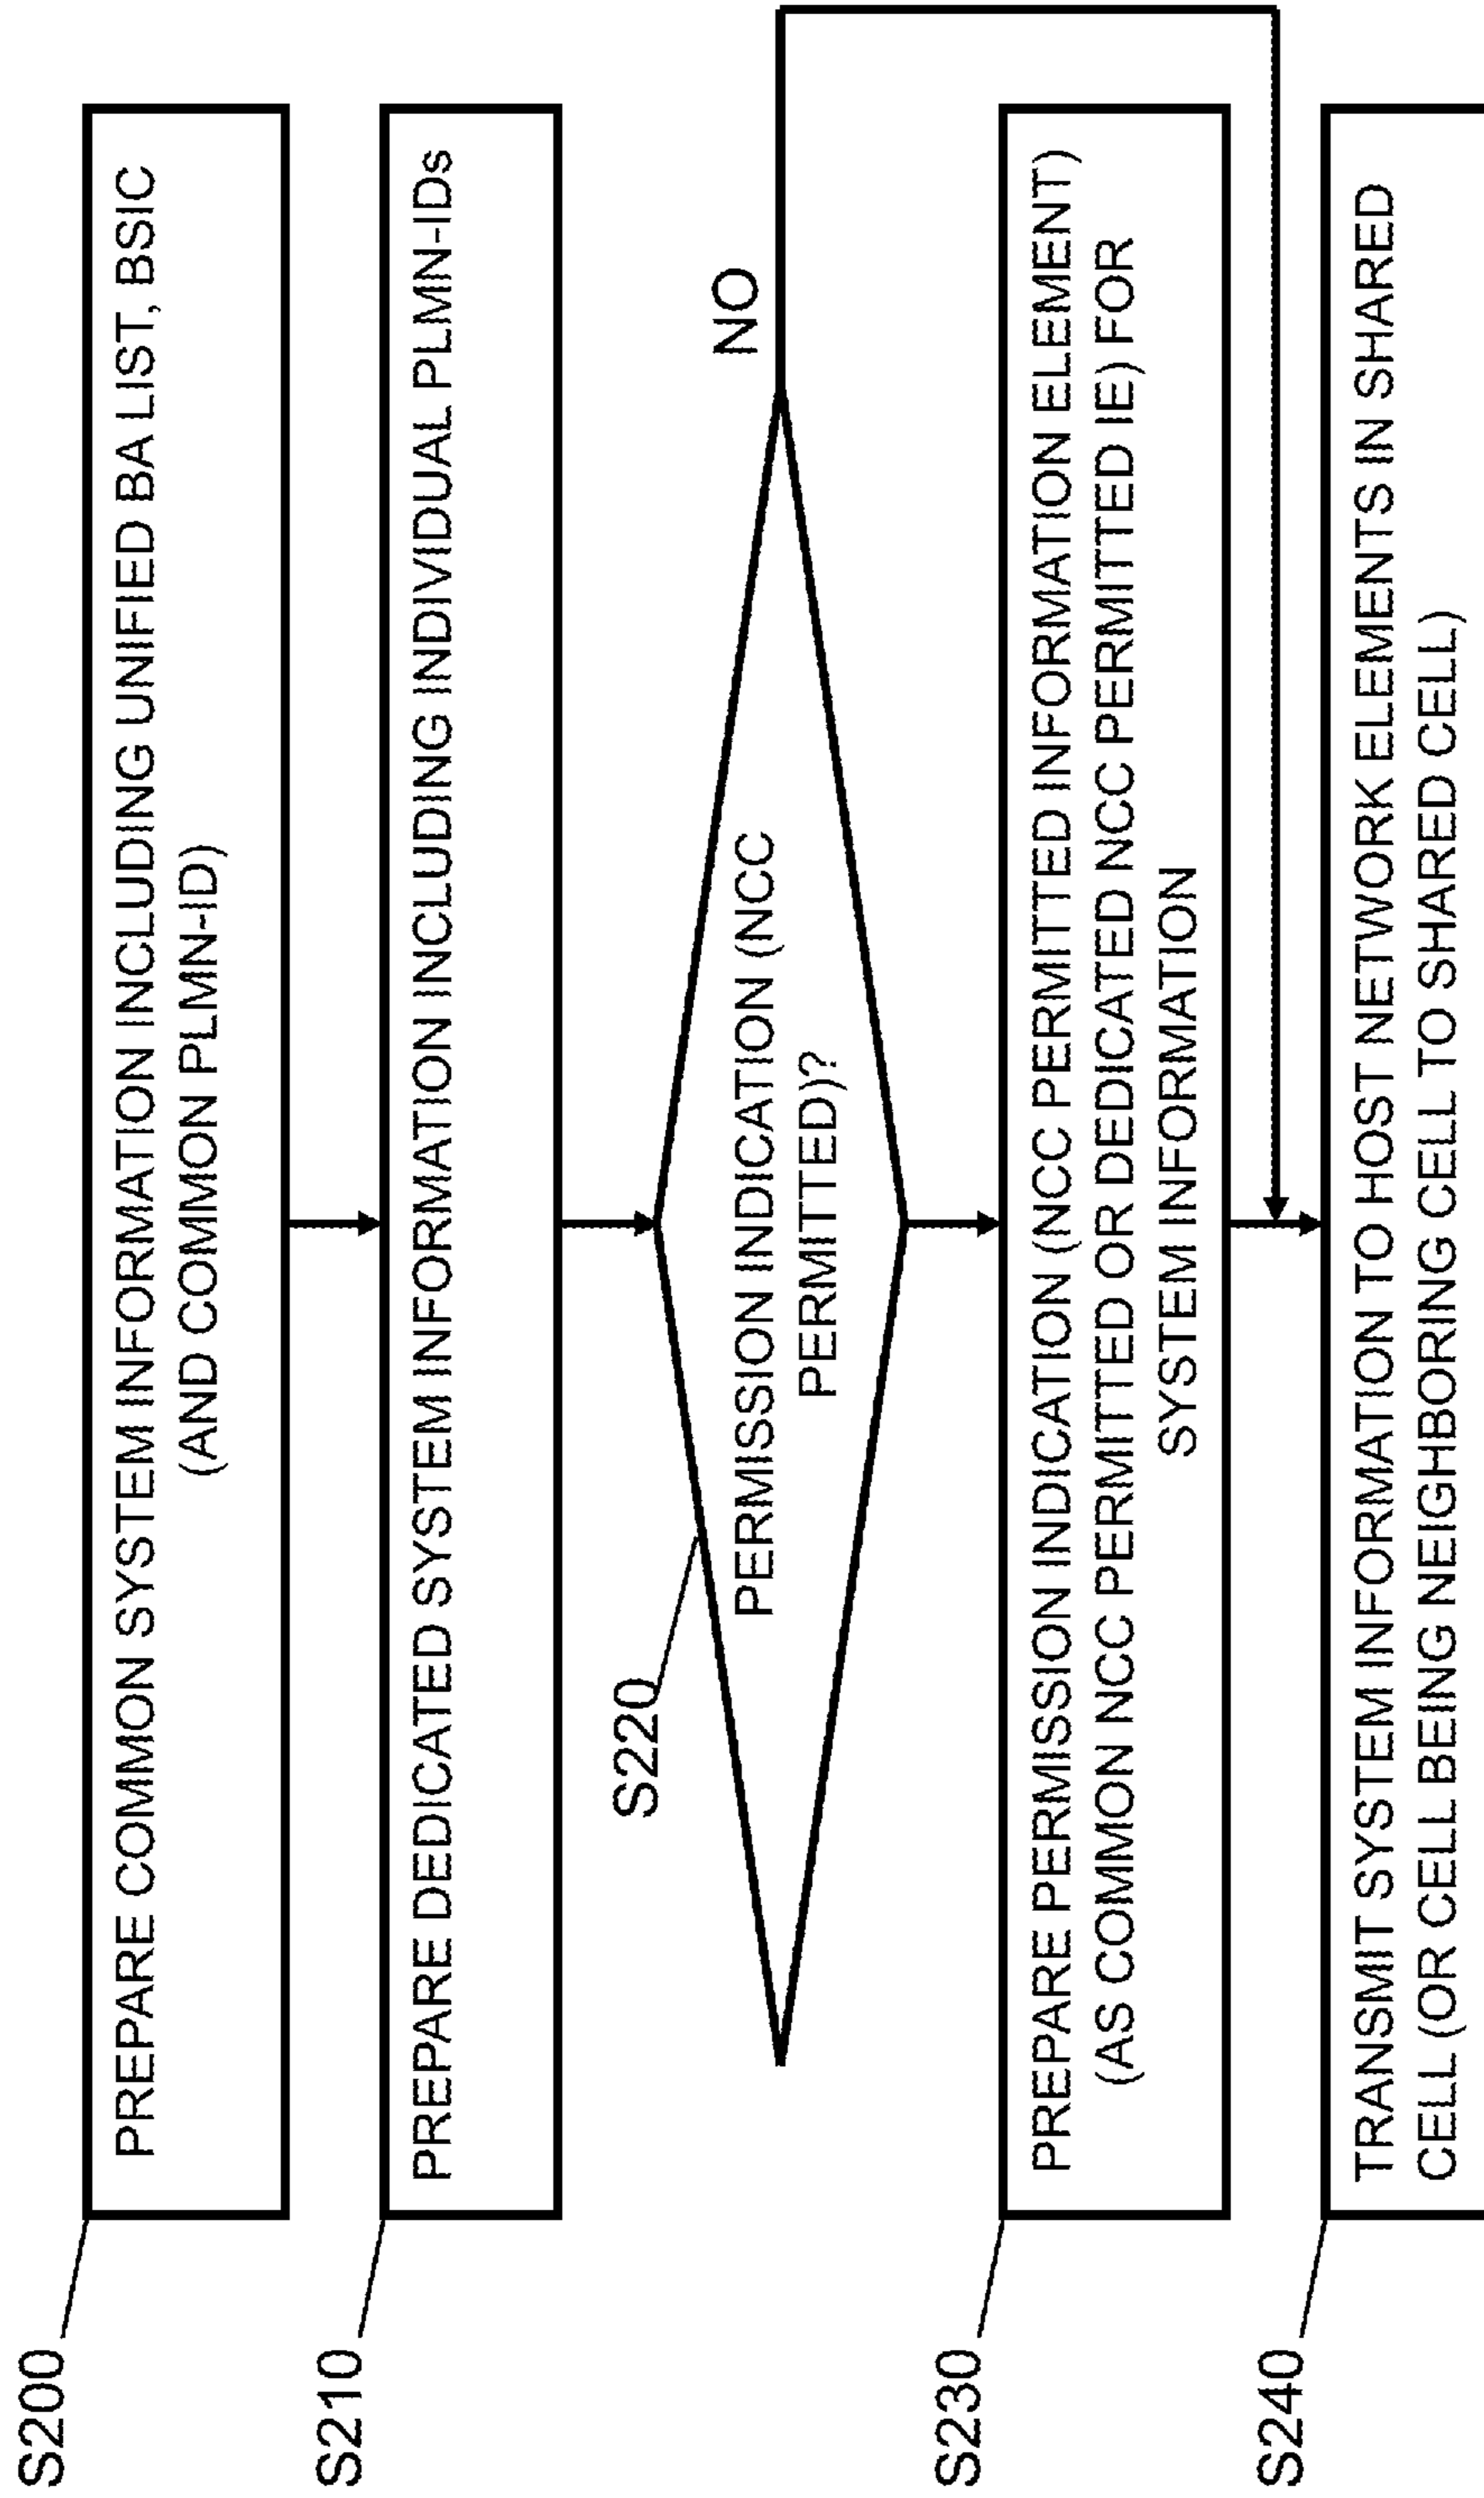 S200
PREPARE COMMON SYSTEM INFORMATION INCLUDING UNIFIED BA LIST, BSIC
(AND COMMON PLMN-ID)
S210
PREPARE DEDICATED SYSTEM INFORMATION INCLUDING INDIVIDUAL PLMN-IDs
S220
PERMISSION INDICATION (NCC
PERMITTED)?
NO
S230
PREPARE PERMISSION INDICATION (NCC PERMITTED INFORMATION ELEMENT)
(AS COMMON NCC PERMITTED OR DEDICATED NCC PERMITTED IE) FOR
SYSTEM INFORMATION
S240
TRANSMIT SYSTEM INFORMATION TO HOST NETWORK ELEMENTS IN SHARED
CELL (OR CELL BEING NEIGHBORING CELL TO SHARED CELL)